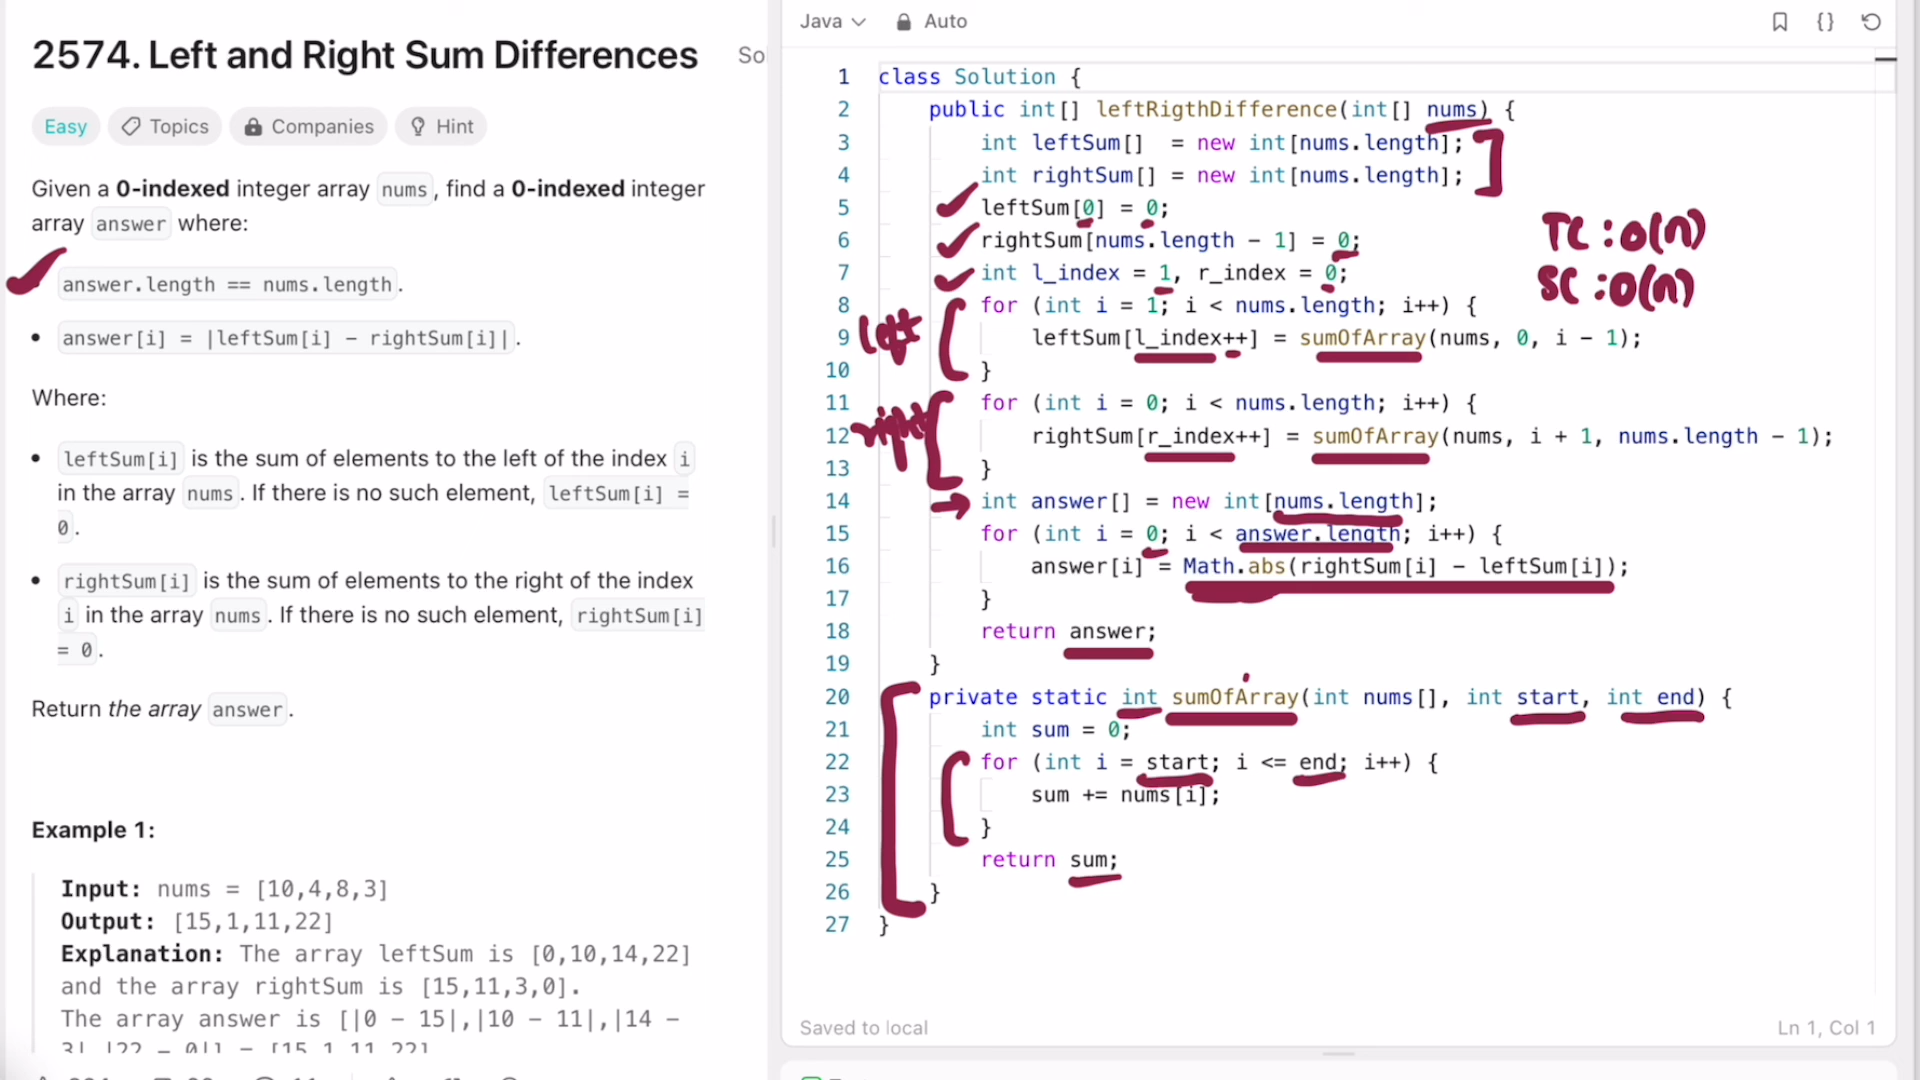 2574. Left and Right Sum Differences
So
Easy
Topics
Companies
Hint
Given a 0-indexed integer array nums, find a 0-indexed integer
array answer where:
answer.length == nums.length.
• answer[i] = |leftSum[i] - rightSum[i]|.
Where:
• leftSum[i] is the sum of elements to the left of the index i
in the array nums. If there is no such element, leftSum[i] =
0.
• rightSum[i] is the sum of elements to the right of the index
i in the array nums. If there is no such element, rightSum[i]
= 0.
Return the array answer.
Example 1:
Input: nums = [10,4,8,3]
Output: [15,1,11,22]
Explanation: The array leftSum is [0,10,14,22]
and the array rightSum is [15,11,3,0].
The array answer is [|0 - 15|,|10 - 11|,|14 -
3|,|22 - 0|] = [15,1,11,22].
Java
Auto
1 class Solution {
2 public int[] leftRigthDifference(int[] nums) {
3 int leftSum[]  = new int[nums.length];
4 int rightSum[] = new int[nums.length];
5 leftSum[0] = 0;
6 rightSum[nums.length - 1] = 0;
7 int l_index = 1, r_index = 0;
8 for (int i = 1; i < nums.length; i++) {
9 leftSum[l_index++] = sumOfArray(nums, 0, i - 1);
10 }
11 for (int i = 0; i < nums.length; i++) {
12 rightSum[r_index++] = sumOfArray(nums, i + 1, nums.length - 1);
13 }
14 int answer[] = new int[nums.length];
15 for (int i = 0; i < answer.length; i++) {
16 answer[i] = Math.abs(rightSum[i] - leftSum[i]);
17 }
18 return answer;
19 }
20 private static int sumOfArray(int nums[], int start, int end) {
21 int sum = 0;
22 for (int i = start; i <= end; i++) {
23 sum += nums[i];
24 }
25 return sum;
26 }
27 }
TC : O(n)
SC : O(n)
left
right
Saved to local
Ln 1, Col 1